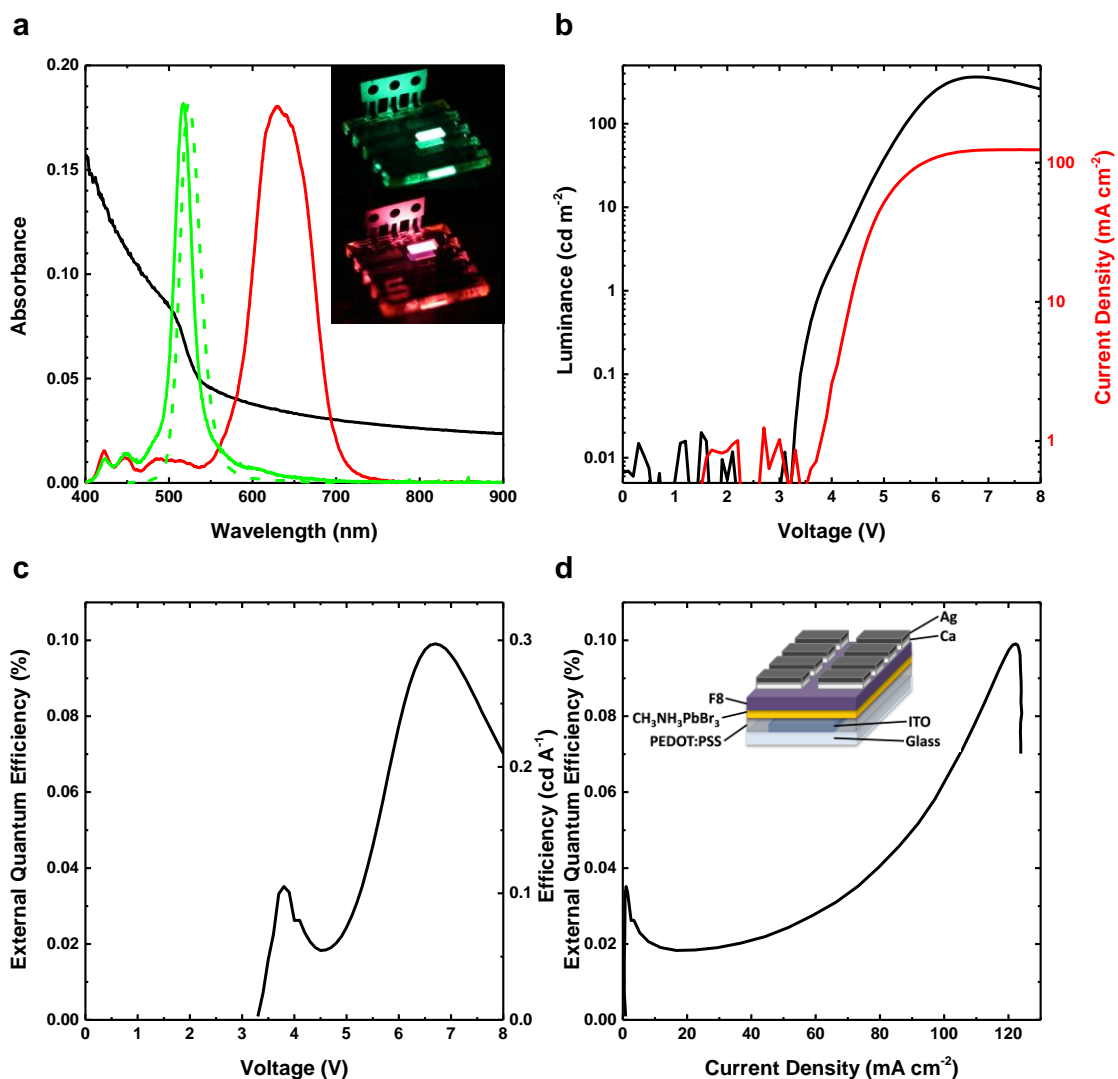 a
0.20
0.15
0.10
0.05
0.00
Absorbance
400 500 600 700 800 900
Wavelength (nm)
b
100
10
1
0.1
0.01
Luminance (cd m⁻²)
100
10
1
Current Density (mA cm⁻²)
0 1 2 3 4 5 6 7 8
Voltage (V)
c
0.10
0.08
0.06
0.04
0.02
0.00
External Quantum Efficiency (%)
0.3
0.2
0.1
0.0
Efficiency (cd A⁻¹)
0 1 2 3 4 5 6 7 8
Voltage (V)
d
0.10
0.08
0.06
0.04
0.02
0.00
External Quantum Efficiency (%)
Ag
Ca
F8
CH₃NH₃PbBr₃
PEDOT:PSS
ITO
Glass
0 20 40 60 80 100 120
Current Density (mA cm⁻²)